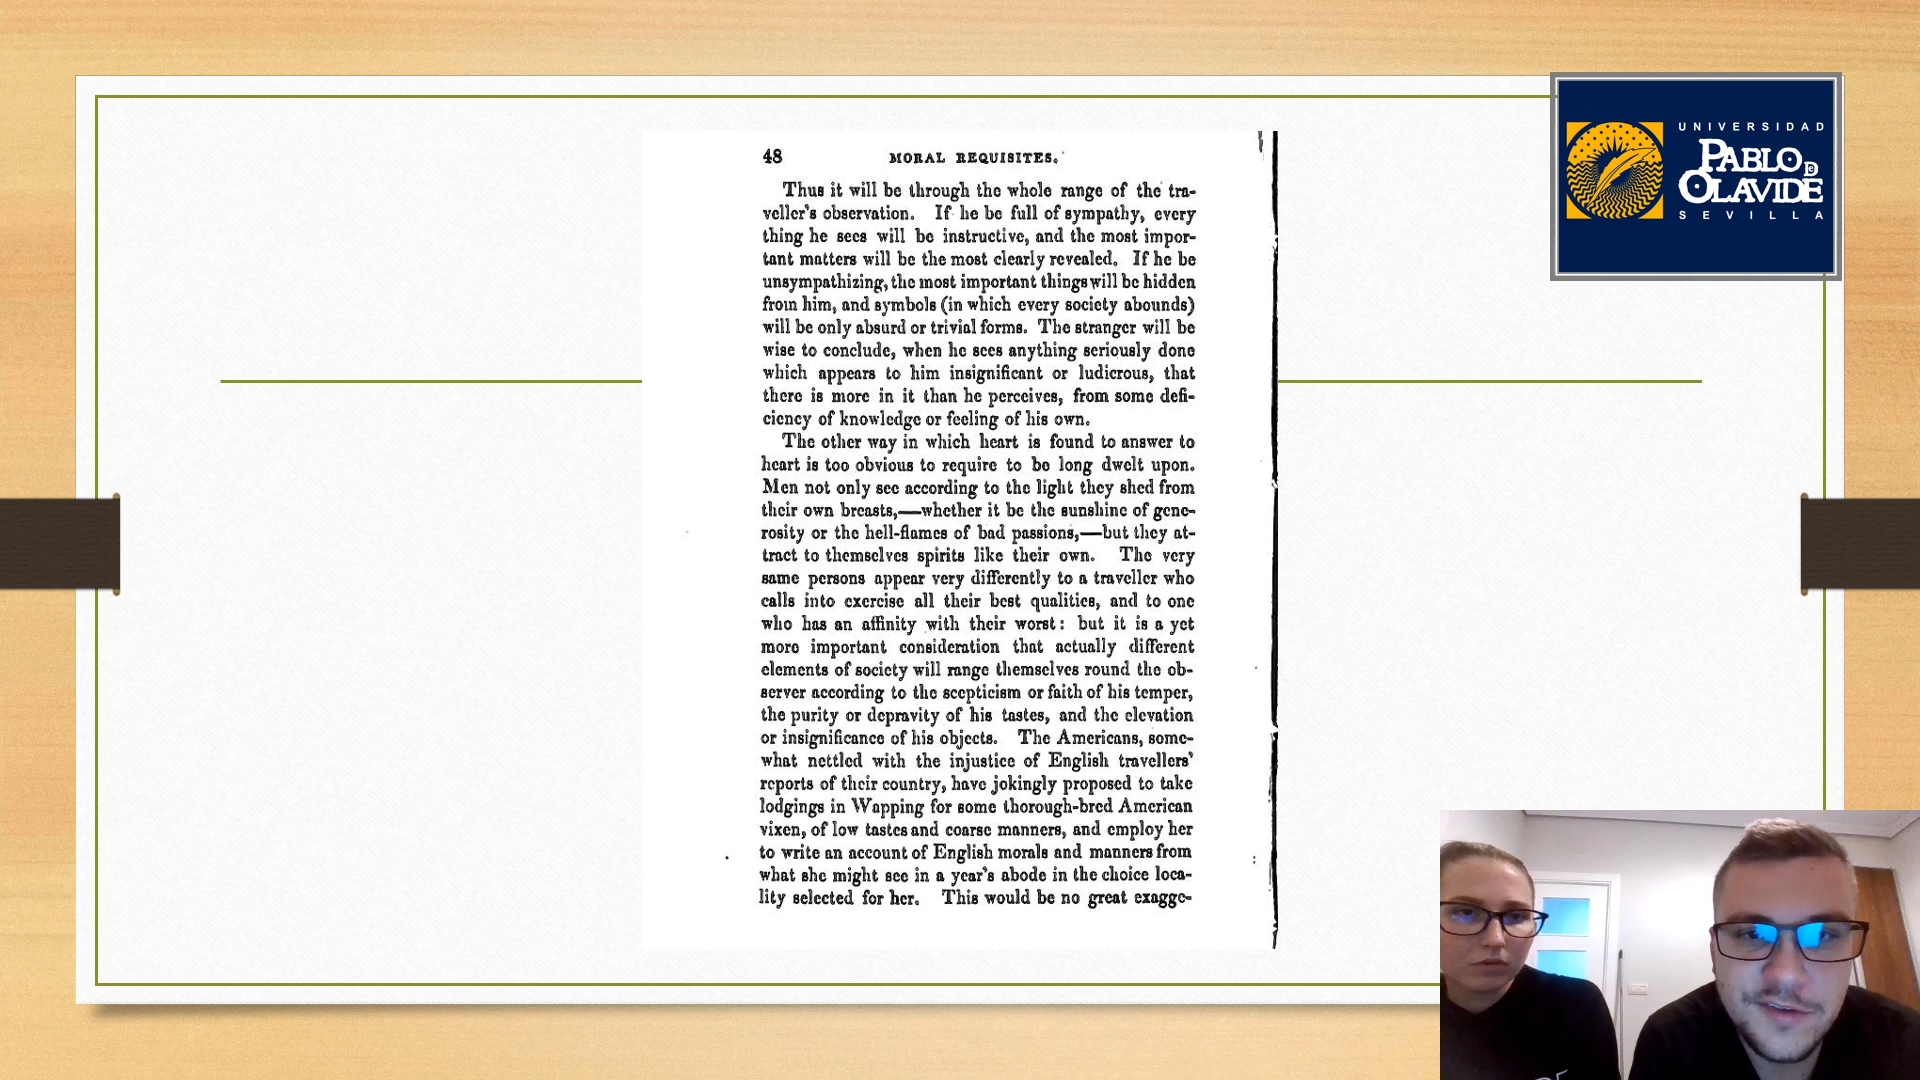 48 MORAL REQUISITES.
Thus it will be through the whole range of the tra-
veller's observation. If he be full of sympathy, every
thing he sees will be instructive, and the most impor-
tant matters will be the most clearly revealed. If he be
unsympathizing, the most important things will be hidden
from him, and symbols (in which every society abounds)
will be only absurd or trivial forms. The stranger will be
wise to conclude, when he sees anything seriously done
which appears to him insignificant or ludicrous, that
there is more in it than he perceives, from some defi-
ciency of knowledge or feeling of his own.
The other way in which heart is found to answer to
heart is too obvious to require to be long dwelt upon.
Men not only see according to the light they shed from
their own breasts,—whether it be the sunshine of gene-
rosity or the hell-flames of bad passions,—but they at-
tract to themselves spirits like their own. The very
same persons appear very differently to a traveller who
calls into exercise all their best qualities, and to one
who has an affinity with their worst: but it is a yet
more important consideration that actually different
elements of society will range themselves round the ob-
server according to the scepticism or faith of his temper,
the purity or depravity of his tastes, and the elevation
or insignificance of his objects. The Americans, some-
what nettled with the injustice of English travellers'
reports of their country, have jokingly proposed to take
lodgings in Wapping for some thorough-bred American
vixen, of low tastes and coarse manners, and employ her
to write an account of English morals and manners from
what she might see in a year's abode in the choice loca-
lity selected for her. This would be no great exagge-
UNIVERSIDAD
PABLO DE
OLAVIDE
SEVILLA